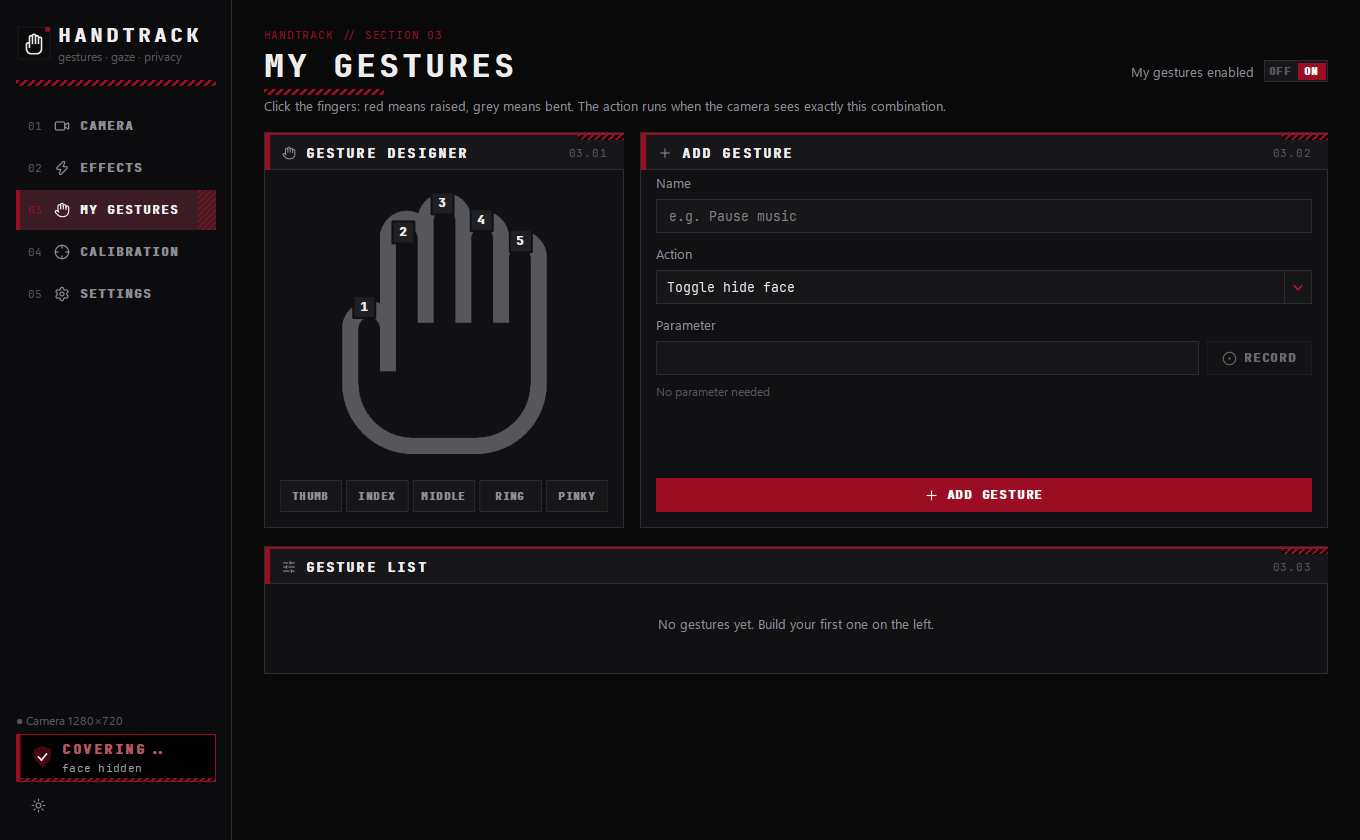 HANDTRACK
gestures · gaze · privacy
01 CAMERA
02 EFFECTS
03 MY GESTURES
04 CALIBRATION
05 SETTINGS
Camera 1280×720
COVERING ..
face hidden
HANDTRACK // SECTION 03
MY GESTURES
My gestures enabled OFF ON
Click the fingers: red means raised, grey means bent. The action runs when the camera sees exactly this combination.
GESTURE DESIGNER 03.01
1
2
3
4
5
THUMB INDEX MIDDLE RING PINKY
+ ADD GESTURE 03.02
Name
e.g. Pause music
Action
Toggle hide face
Parameter
RECORD
No parameter needed
+ ADD GESTURE
GESTURE LIST 03.03
No gestures yet. Build your first one on the left.